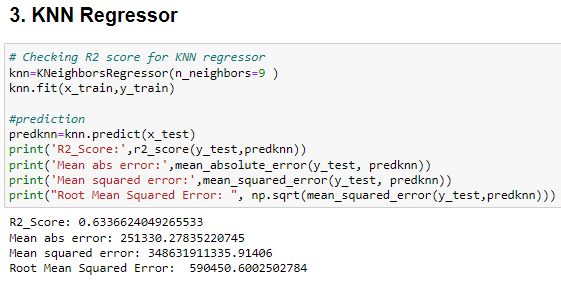 3. KNN Regressor
# Checking R2 score for KNN regressor
knn=KNeighborsRegressor(n_neighbors=9 )
knn.fit(x_train,y_train)
#prediction
predknn=knn.predict(x_test)
print('R2_Score:',r2_score(y_test,predknn))
print('Mean abs error:',mean_absolute_error(y_test, predknn))
print('Mean squared error:',mean_squared_error(y_test, predknn))
print("Root Mean Squared Error: ", np.sqrt(mean_squared_error(y_test,predknn)))
R2_Score: 0.6336624049265533
Mean abs error: 251330.27835220745
Mean squared error: 348631911335.91406
Root Mean Squared Error:  590450.6002502784